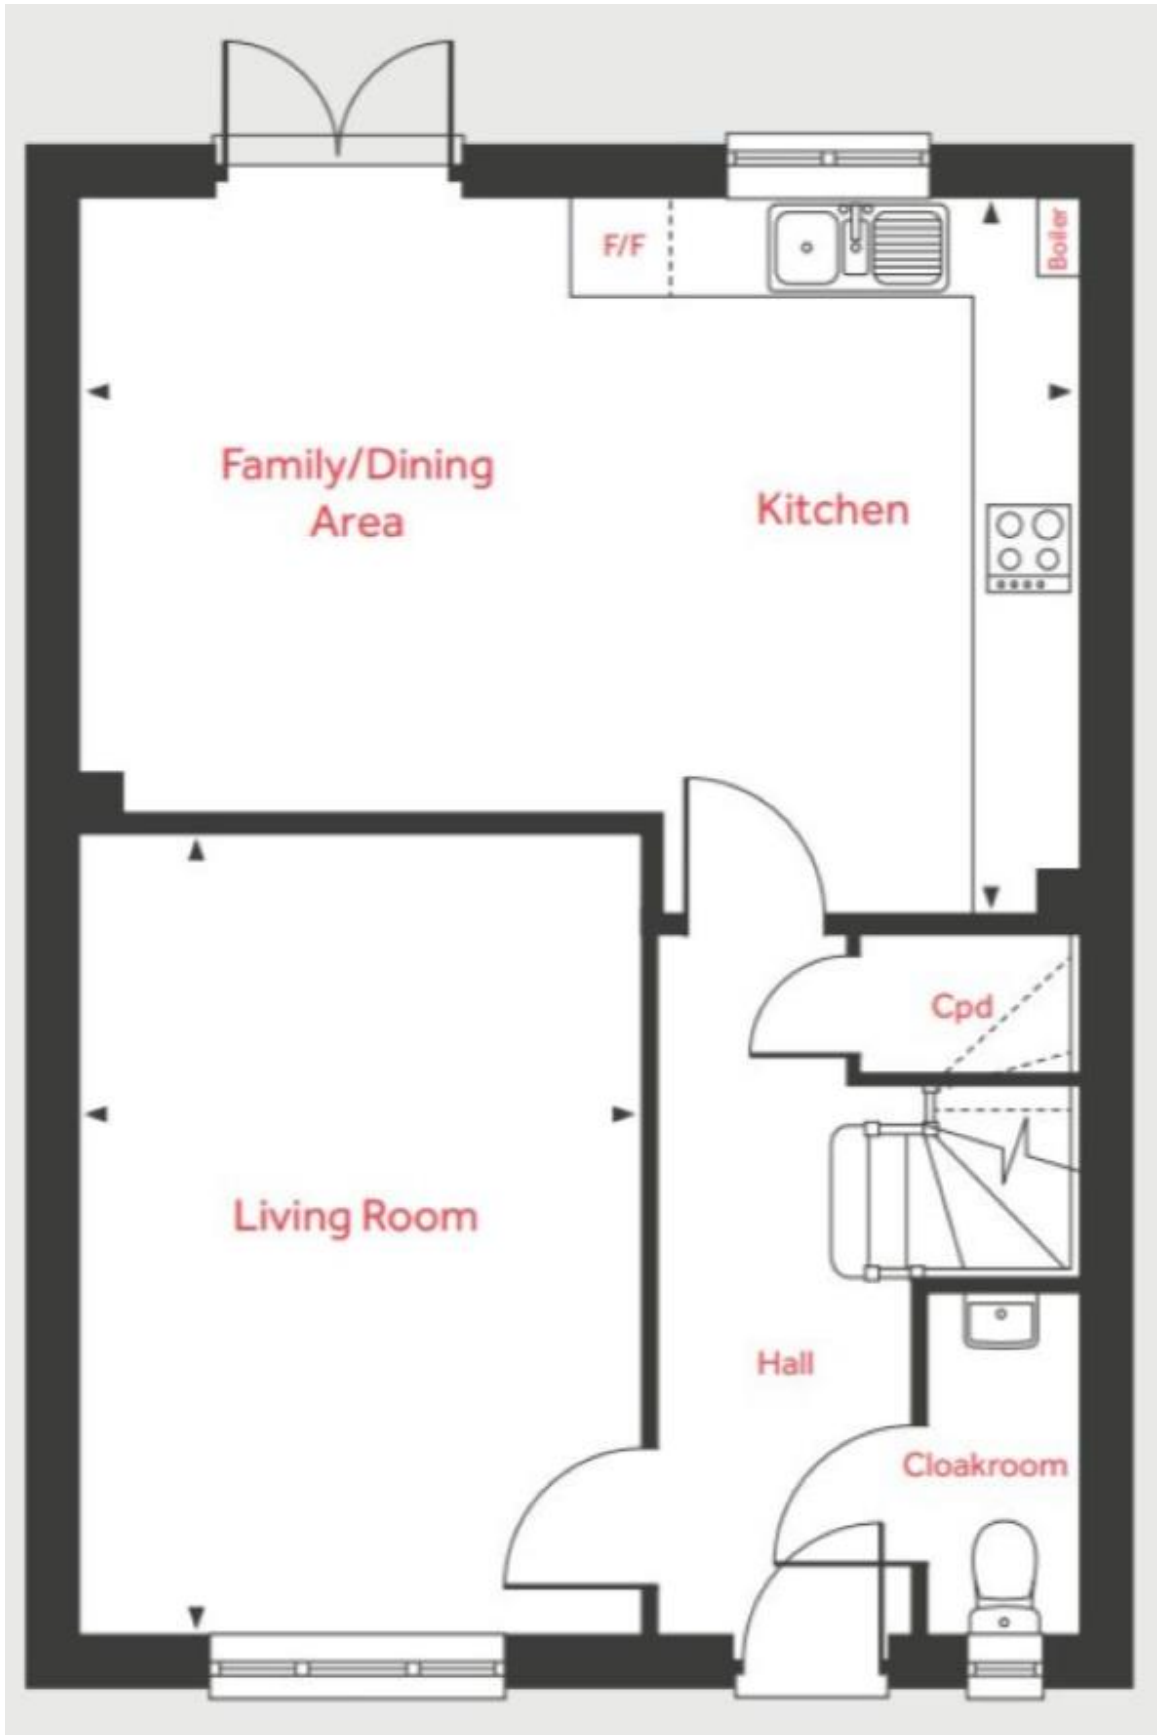 F/F
Boiler
Family/Dining
Area
Kitchen
Cpd
Living Room
Hall
Cloakroom